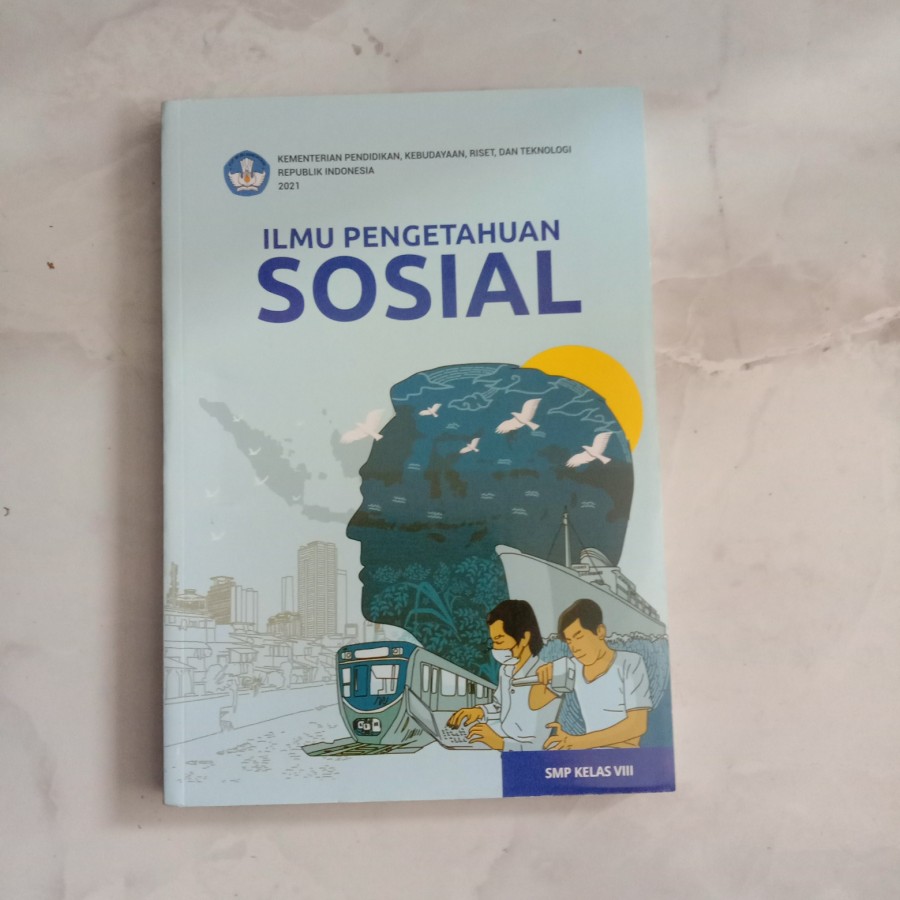 KEMENTERIAN PENDIDIKAN, KEBUDAYAAN, RISET, DAN TEKNOLOGI
REPUBLIK INDONESIA
2021
ILMU PENGETAHUAN
SOSIAL
SMP KELAS VIII